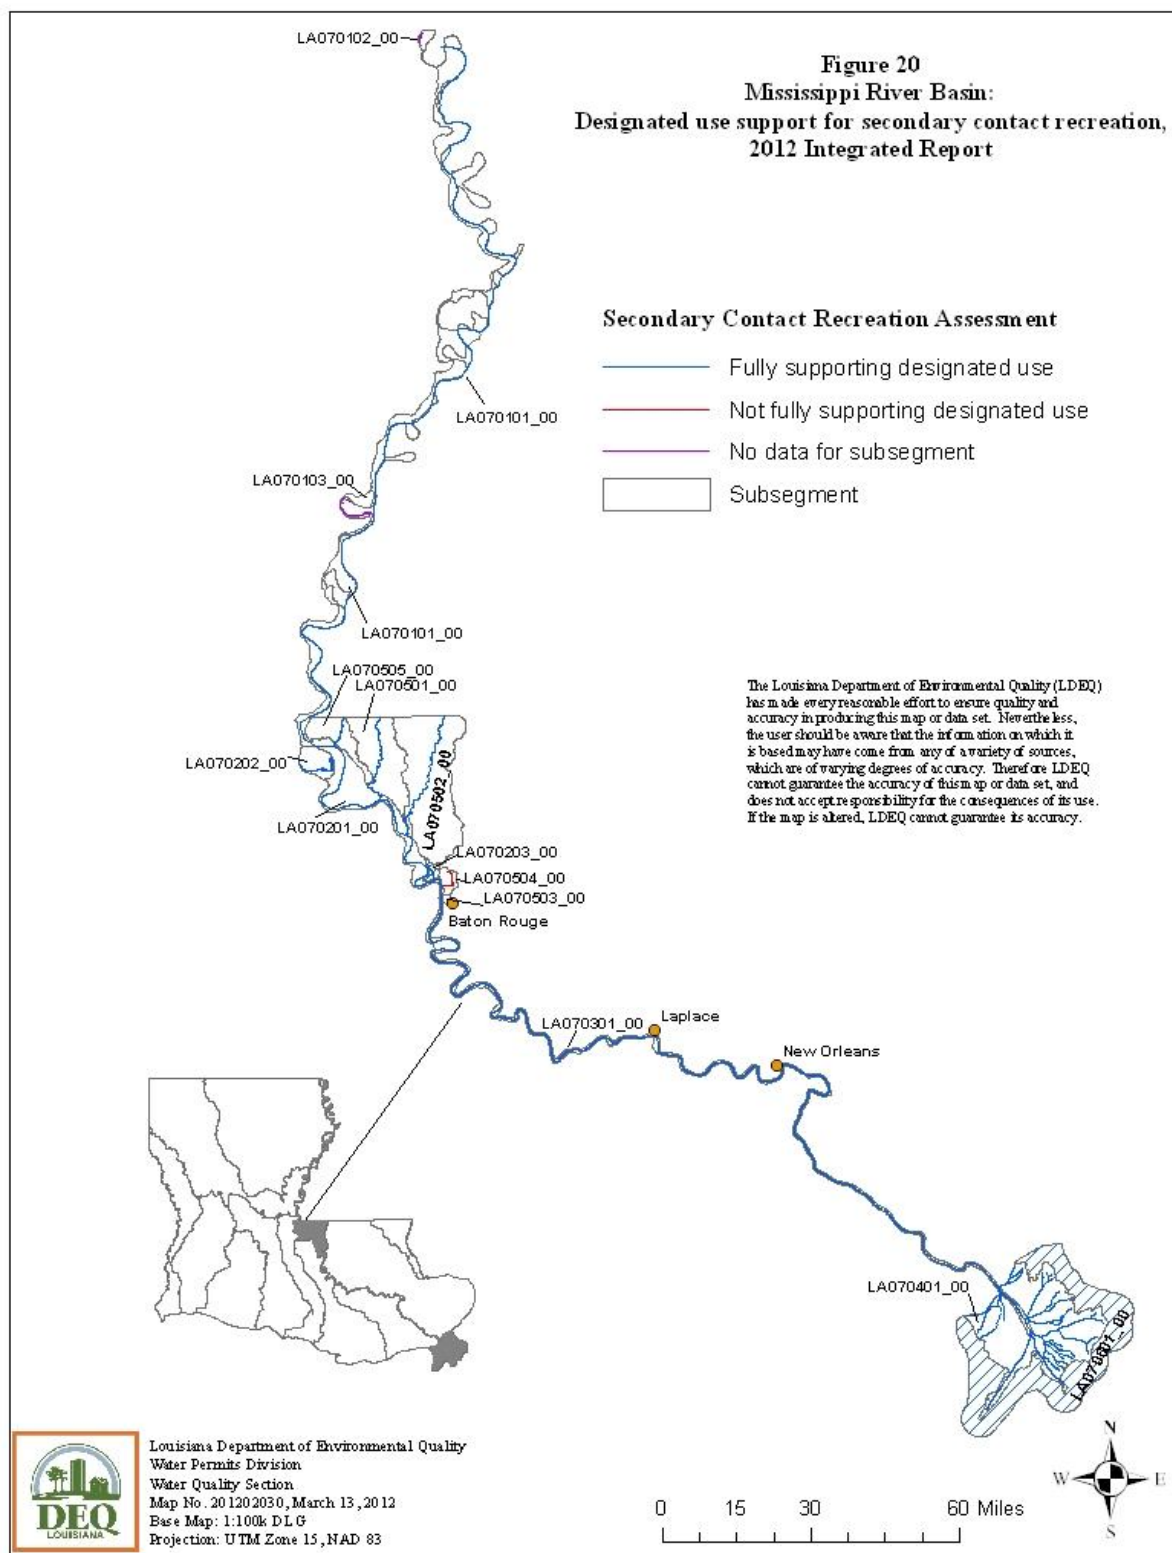 LA070102_00
Figure 20
Mississippi River Basin:
Designated use support for secondary contact recreation,
2012 Integrated Report
Secondary Contact Recreation Assessment
Fully supporting designated use
Not fully supporting designated use
No data for subsegment
Subsegment
LA070101_00
LA070103_00
LA070101_00
LA070505_00
LA070501_00
LA070202_00
LA070201_00
LA070502_00
LA070203_00
LA070504_00
LA070503_00
Baton Rouge
The Louisiana Department of Environmental Quality (LDEQ)
has made every reasonable effort to ensure quality and
accuracy in producing this map or data set. Nevertheless,
the user should be aware that the information on which it
is based may have come from any of a variety of sources,
which are of varying degrees of accuracy. Therefore LDEQ
cannot guarantee the accuracy of this map or data set, and
does not accept responsibility for the consequences of its use.
If the map is altered, LDEQ cannot guarantee its accuracy.
LA070301_00
Laplace
New Orleans
LA070401_00
LA070601_00
DEQ
LOUISIANA
Louisiana Department of Environmental Quality
Water Permits Division
Water Quality Section
Map No. 201202030, March 13, 2012
Base Map: 1:100k DLG
Projection: UTM Zone 15, NAD 83
0 15 30 60 Miles
N
W E
S